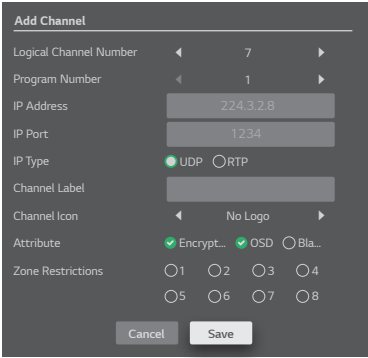 Add Channel
Logical Channel Number 7
Program Number 1
IP Address 224.3.2.8
IP Port 1234
IP Type UDP RTP
Channel Label
Channel Icon No Logo
Attribute Encrypt... OSD Bla...
Zone Restrictions 1 2 3 4
5 6 7 8
Cancel Save